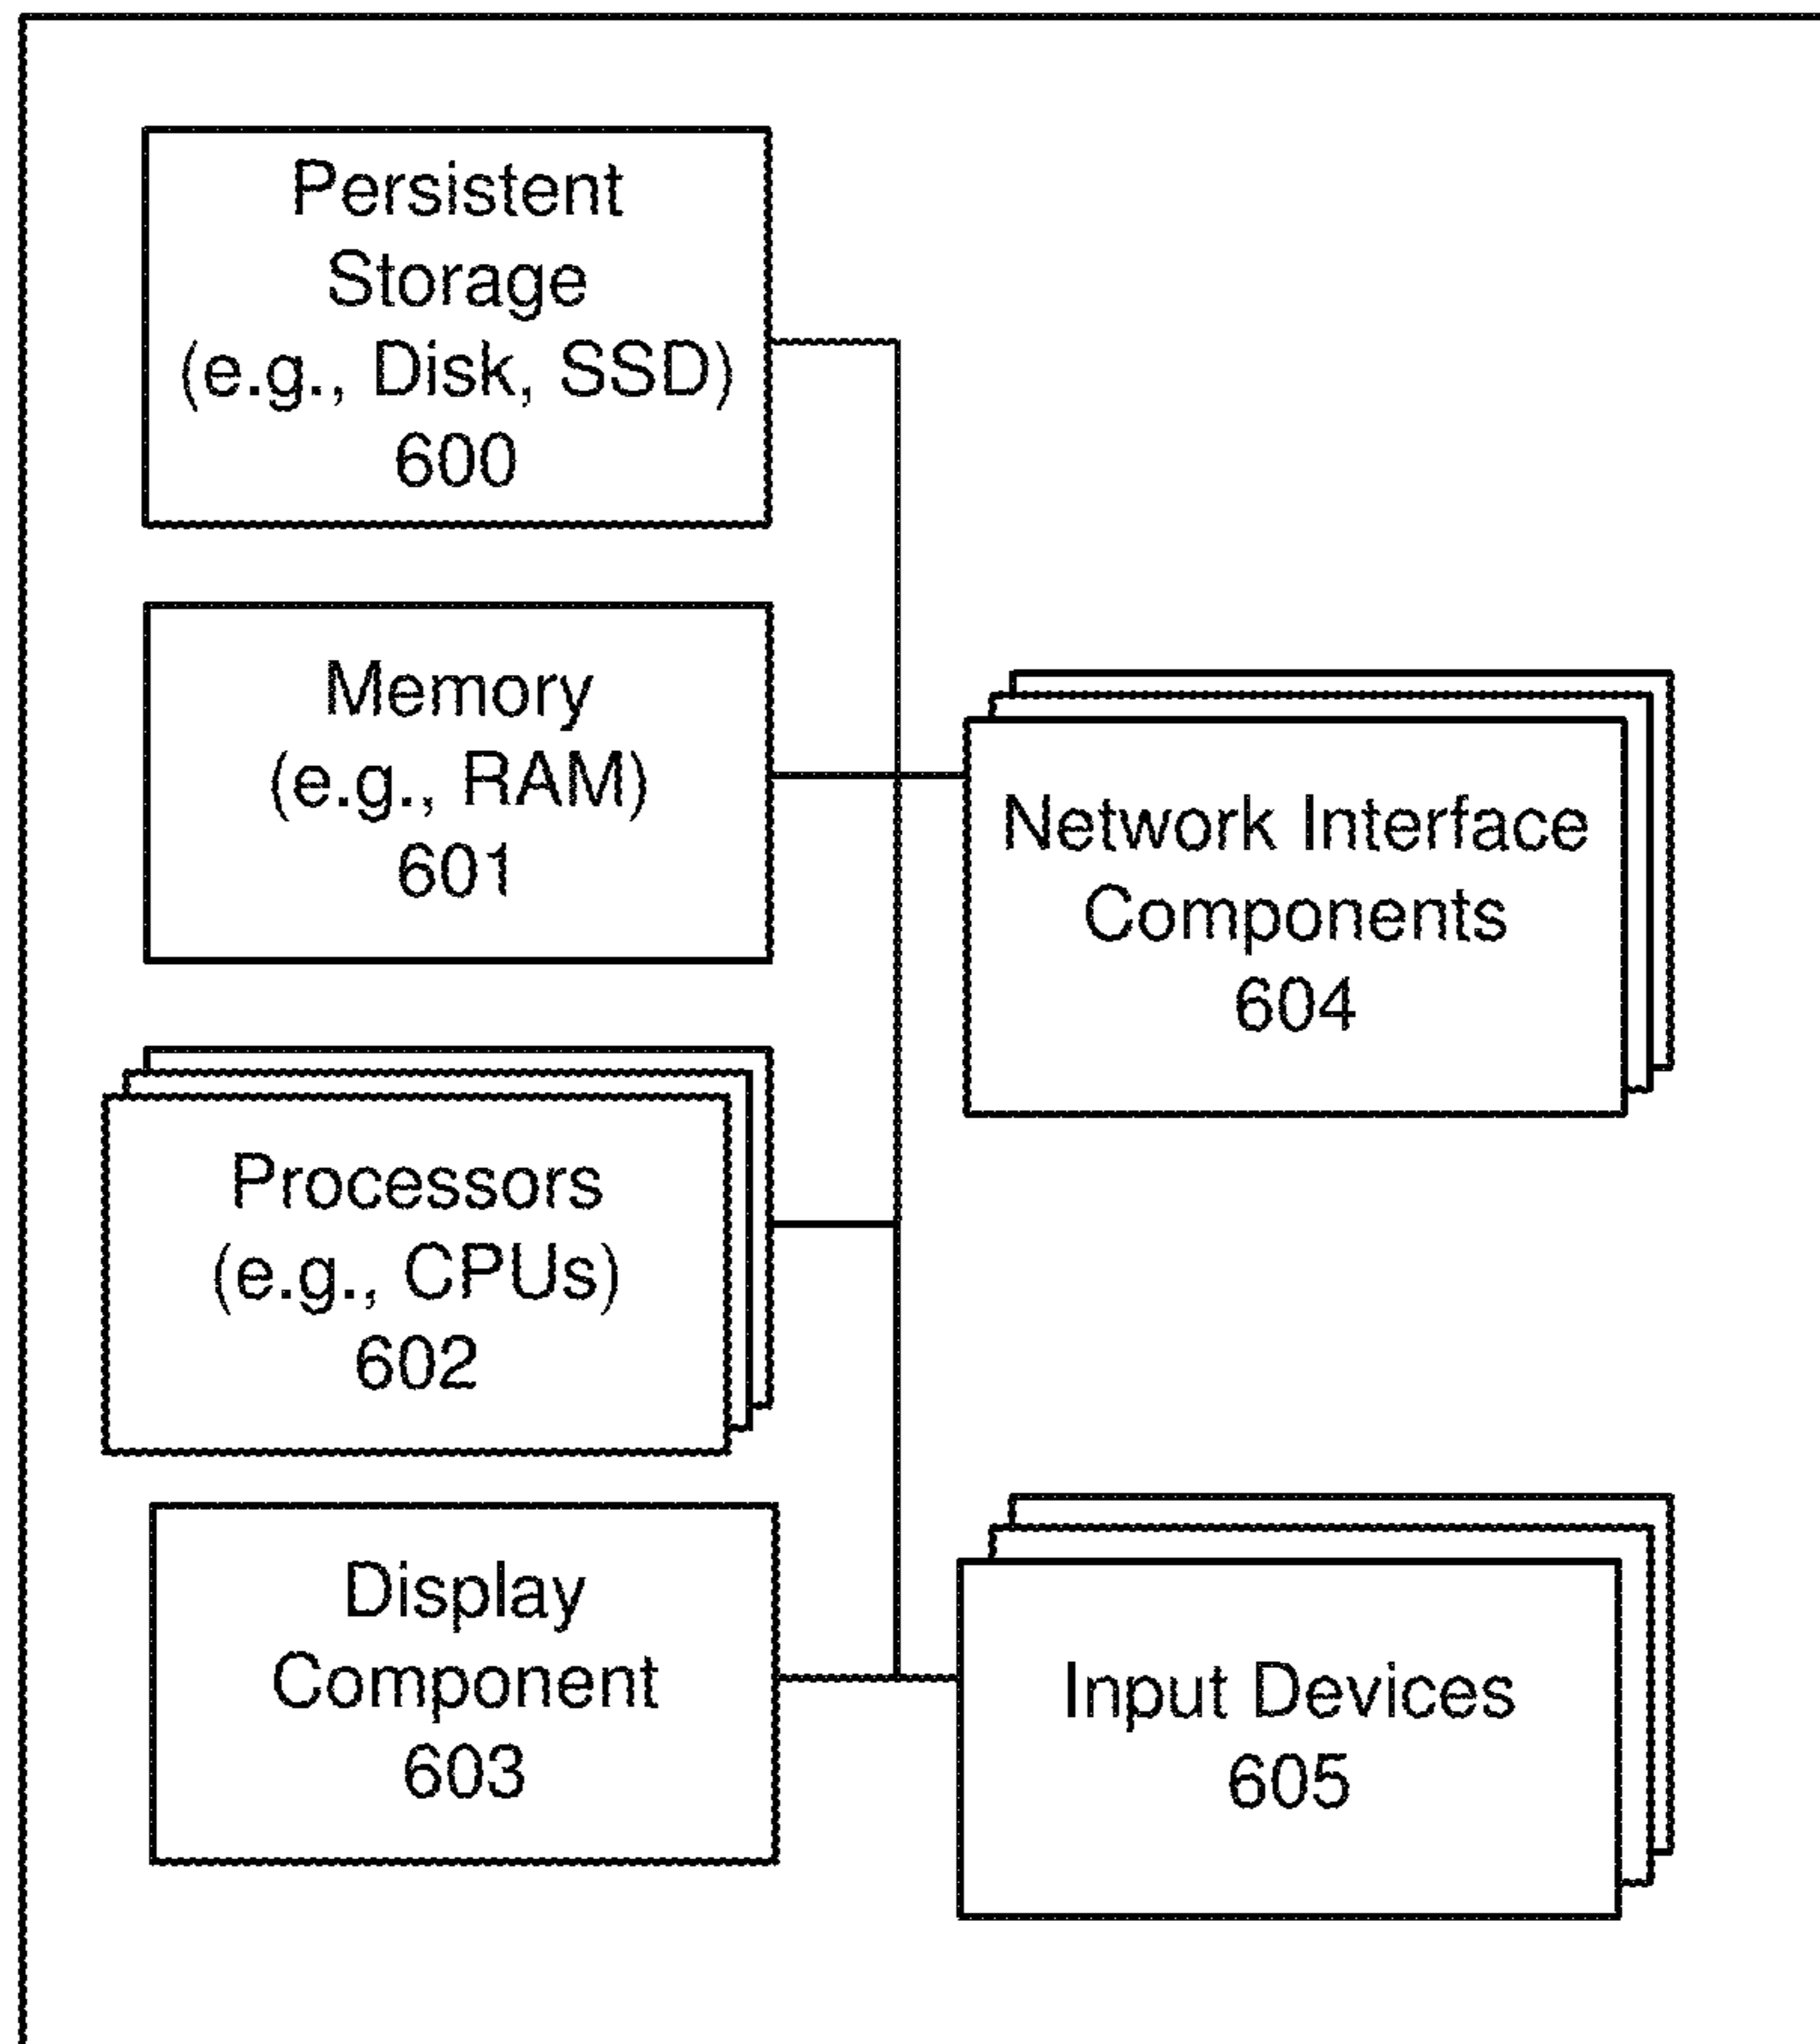 Persistent
Storage
(e.g., Disk, SSD)
600
Memory
(e.g., RAM)
601
Network Interface
Components
604
Processors
(e.g., CPUs)
602
Display
Component
603
Input Devices
605